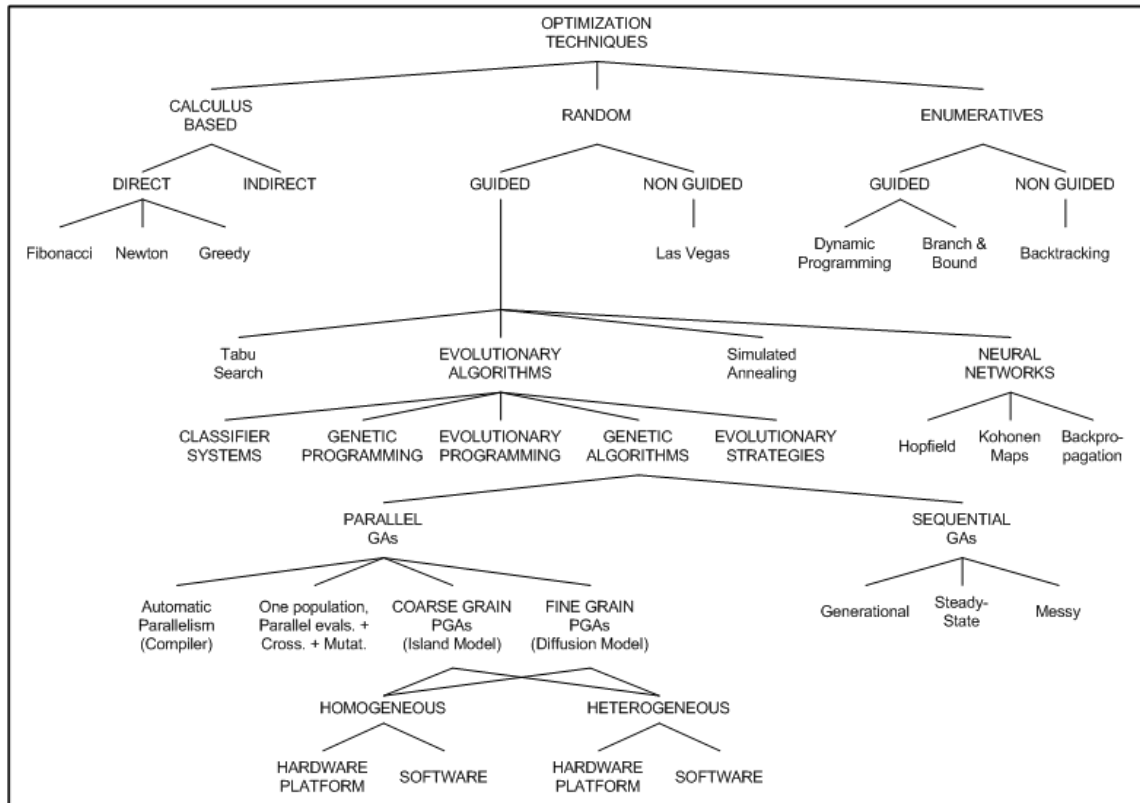 OPTIMIZATION
TECHNIQUES
CALCULUS
BASED
RANDOM
ENUMERATIVES
DIRECT
INDIRECT
GUIDED
NON GUIDED
GUIDED
NON GUIDED
Fibonacci
Newton
Greedy
Las Vegas
Dynamic
Programming
Branch &
Bound
Backtracking
Tabu
Search
EVOLUTIONARY
ALGORITHMS
Simulated
Annealing
NEURAL
NETWORKS
CLASSIFIER
SYSTEMS
GENETIC
PROGRAMMING
EVOLUTIONARY
PROGRAMMING
GENETIC
ALGORITHMS
EVOLUTIONARY
STRATEGIES
Hopfield
Kohonen
Maps
Backpro-
pagation
PARALLEL
GAs
SEQUENTIAL
GAs
Automatic
Parallelism
(Compiler)
One population,
Parallel evals. +
Cross. + Mutat.
COARSE GRAIN
PGAs
(Island Model)
FINE GRAIN
PGAs
(Diffusion Model)
Generational
Steady-
State
Messy
HOMOGENEOUS
HETEROGENEOUS
HARDWARE
PLATFORM
SOFTWARE
HARDWARE
PLATFORM
SOFTWARE